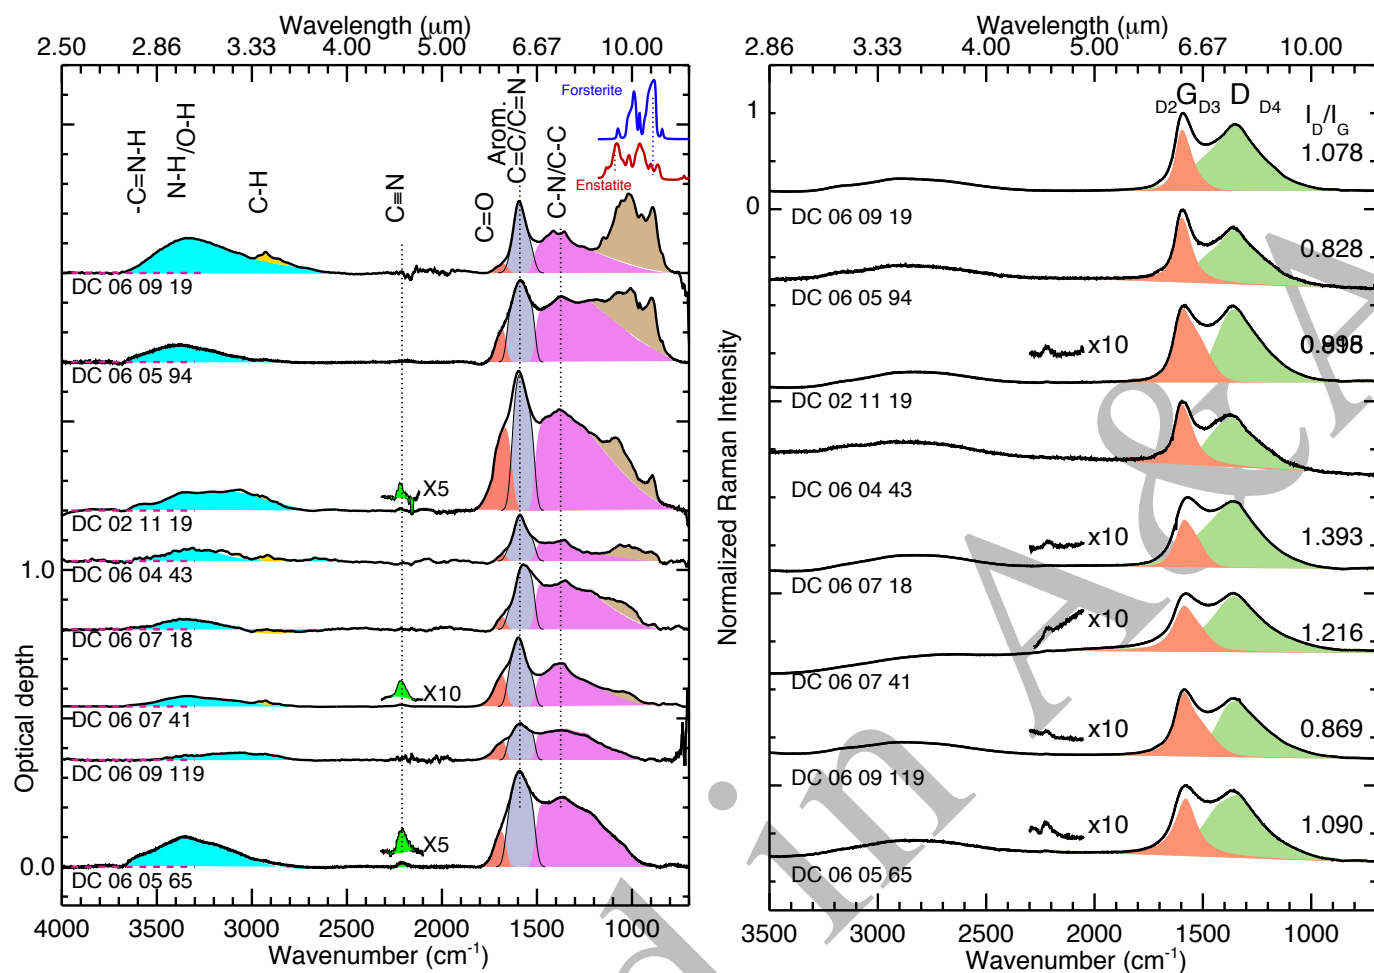 Wavelength (μm)
2.50 2.86 3.33 4.00 5.00 6.67 10.00
-C=N-H
N-H/O-H
C-H
C≡N
C=O
Arom.
C=C/C=N
C-N/C-C
Forsterite
Enstatite
DC 06 09 19
DC 06 05 94
X5
DC 02 11 19
DC 06 04 43
1.0
DC 06 07 18
X10
DC 06 07 41
DC 06 09 119
X5
0.0
DC 06 05 65
Optical depth
4000 3500 3000 2500 2000 1500 1000
Wavenumber (cm-1)
Wavelength (μm)
2.86 3.33 4.00 5.00 6.67 10.00
1
D2 G D3 D D4
ID/IG
1.078
0
DC 06 09 19
0.828
DC 06 05 94
x10
DC 02 11 19
DC 06 04 43
x10
1.393
DC 06 07 18
x10
1.216
DC 06 07 41
x10
0.869
DC 06 09 119
x10
1.090
DC 06 05 65
Normalized Raman Intensity
3500 3000 2500 2000 1500 1000
Wavenumber (cm-1)
d in A&A